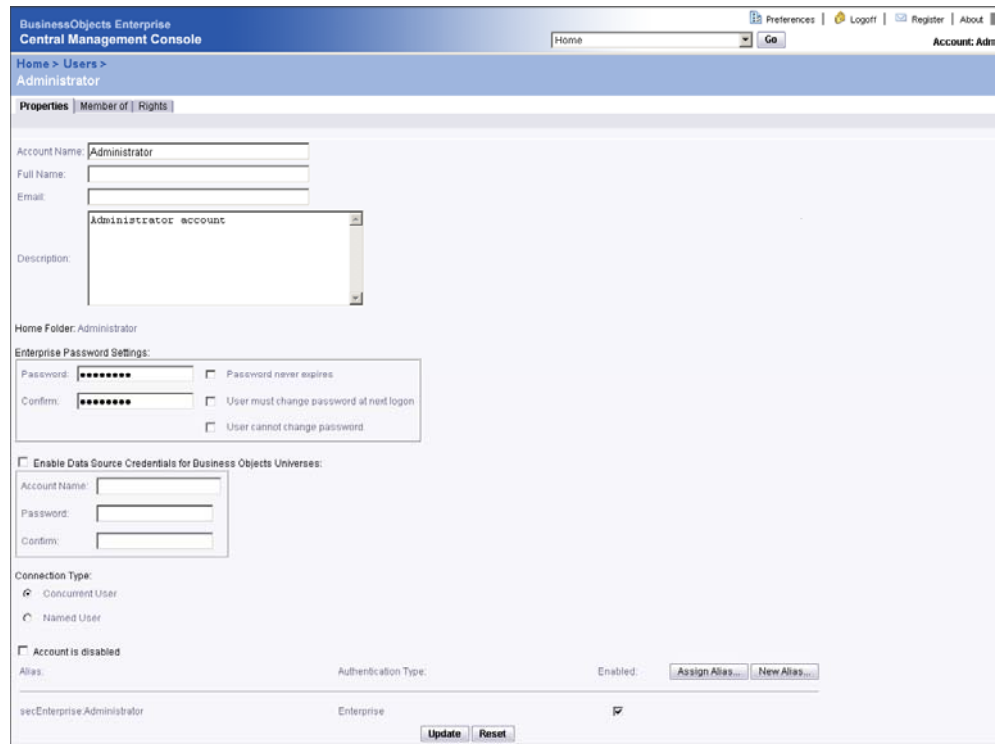 BusinessObjects Enterprise
Central Management Console
Preferences | Logoff | Register | About
Home
Go
Account: Adm
Home > Users >
Administrator
Properties | Member of | Rights |
Account Name: Administrator
Full Name:
Email:
Description: Administrator account
Home Folder: Administrator
Enterprise Password Settings:
Password: ●●●●●●●● Password never expires
Confirm: ●●●●●●●● User must change password at next logon
User cannot change password
Enable Data Source Credentials for Business Objects Universes:
Account Name:
Password:
Confirm:
Connection Type:
Concurrent User
Named User
Account is disabled
Alias: Authentication Type: Enabled: Assign Alias... New Alias...
secEnterprise:Administrator Enterprise
Update Reset